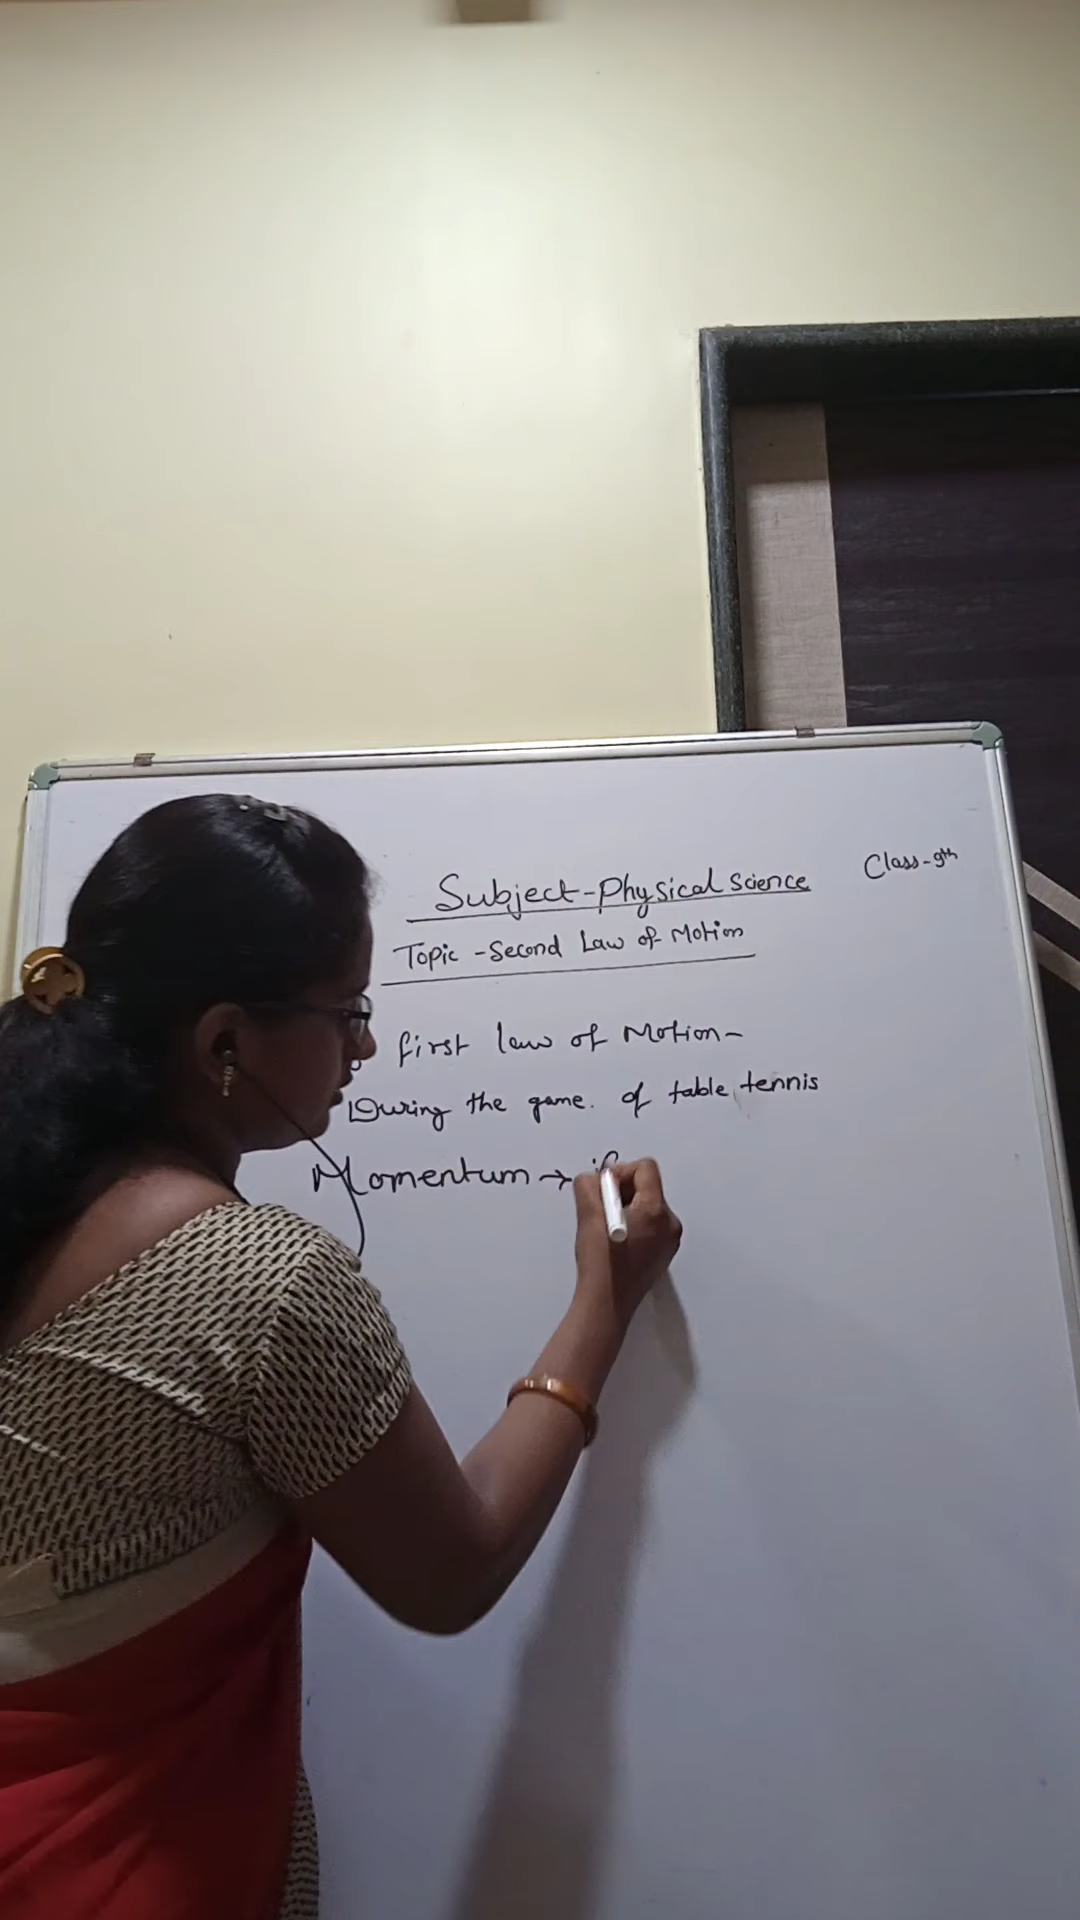 Class-9th
Subject-Physical Science
Topic -Second Law of Motion
first law of Motion-
During the game. of table tennis
Momentum → if